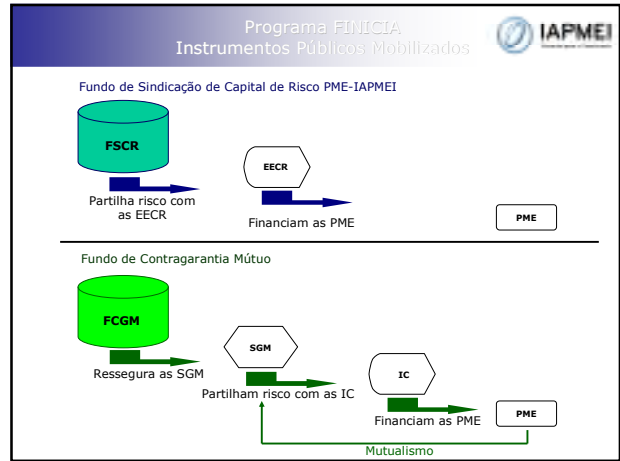 Programa FINICIA
Instrumentos Públicos Mobilizados
IAPMEI
Fundo de Sindicação de Capital de Risco PME-IAPMEI
FSCR
EECR
Partilha risco com
as EECR
Financiam as PME
PME
Fundo de Contragarantia Mútuo
FCGM
SGM
Ressegura as SGM
IC
Partilham risco com as IC
Financiam as PME
PME
Mutualismo